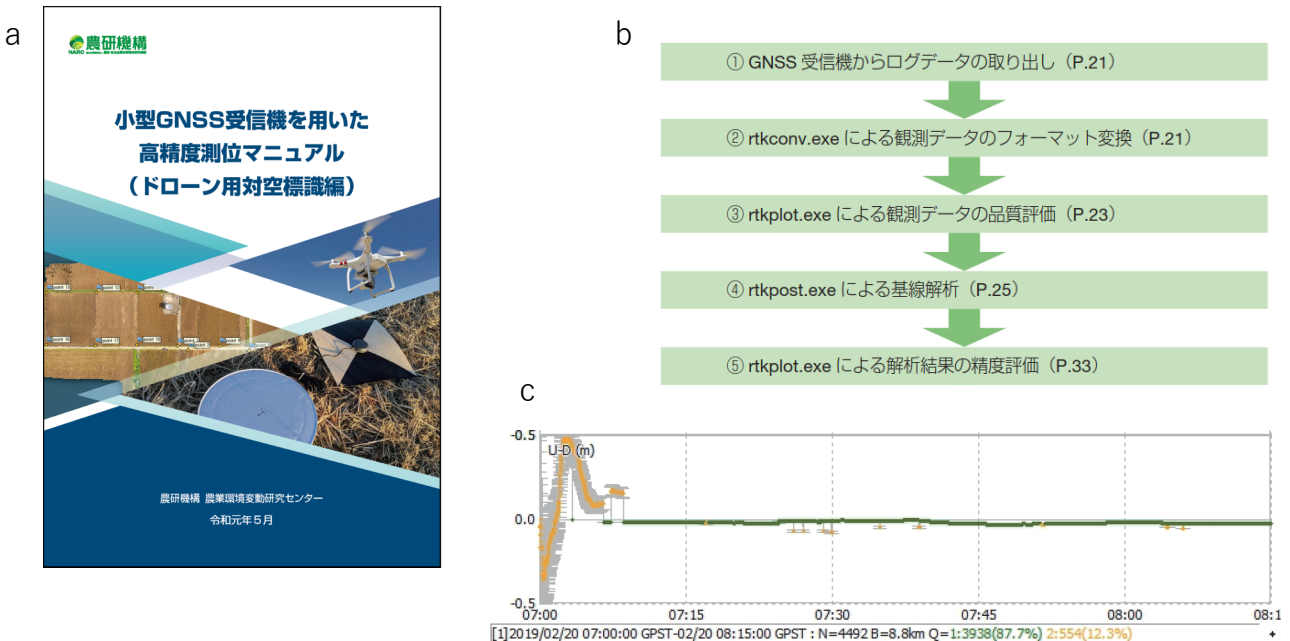 a
農研機構
NARO
小型GNSS受信機を用いた
高精度測位マニュアル
（ドローン用対空標識編）
農研機構 農業環境変動研究センター
令和元年５月
b
① GNSS 受信機からログデータの取り出し（P.21）
② rtkconv.exe による観測データのフォーマット変換（P.21）
③ rtkplot.exe による観測データの品質評価（P.23）
④ rtkpost.exe による基線解析（P.25）
⑤ rtkplot.exe による解析結果の精度評価（P.33）
c
-0.5
U-D (m)
0.0
-0.5
07:00
07:15
07:30
07:45
08:00
08:1
[1]2019/02/20 07:00:00 GPST-02/20 08:15:00 GPST : N=4492 B=8.8km Q=1:3938(87.7%) 2:554(12.3%)